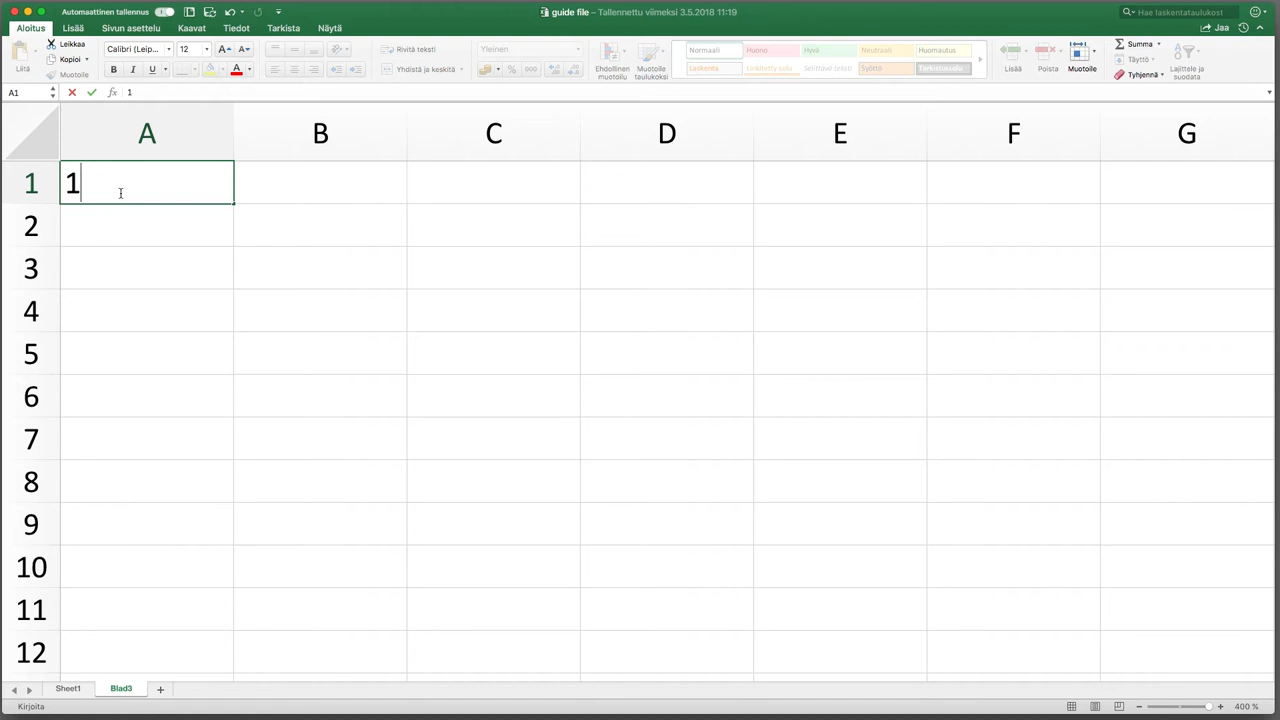 Automaattinen tallennus
guide file – Tallennettu viimeksi 3.5.2018 11:19
Hae laskentataulukost
Aloitus Lisää Sivun asettelu Kaavat Tiedot Tarkista Näytä
Jaa
Liitä
Leikkaa
Kopioi
Muotoili
Calibri (Leip... 12
B I U A
Rivitä teksti
Yhdistä ja keskitä
Yleinen
% 000
Ehdollinen muotoilu
Muotoile taulukoksi
Normaali Huono Hyvä Neutraali Huomautus
Laskenta Linkitetty solu Selittävä teksti Syöttö Tarkistussolu
Lisää Poista Muotoile
Summa
Täyttö
Tyhjennä
Lajittele ja suodata
A1 fx 1
A B C D E F G
1 1
2
3
4
5
6
7
8
9
10
11
12
Sheet1 Blad3
Kirjoita
400 %